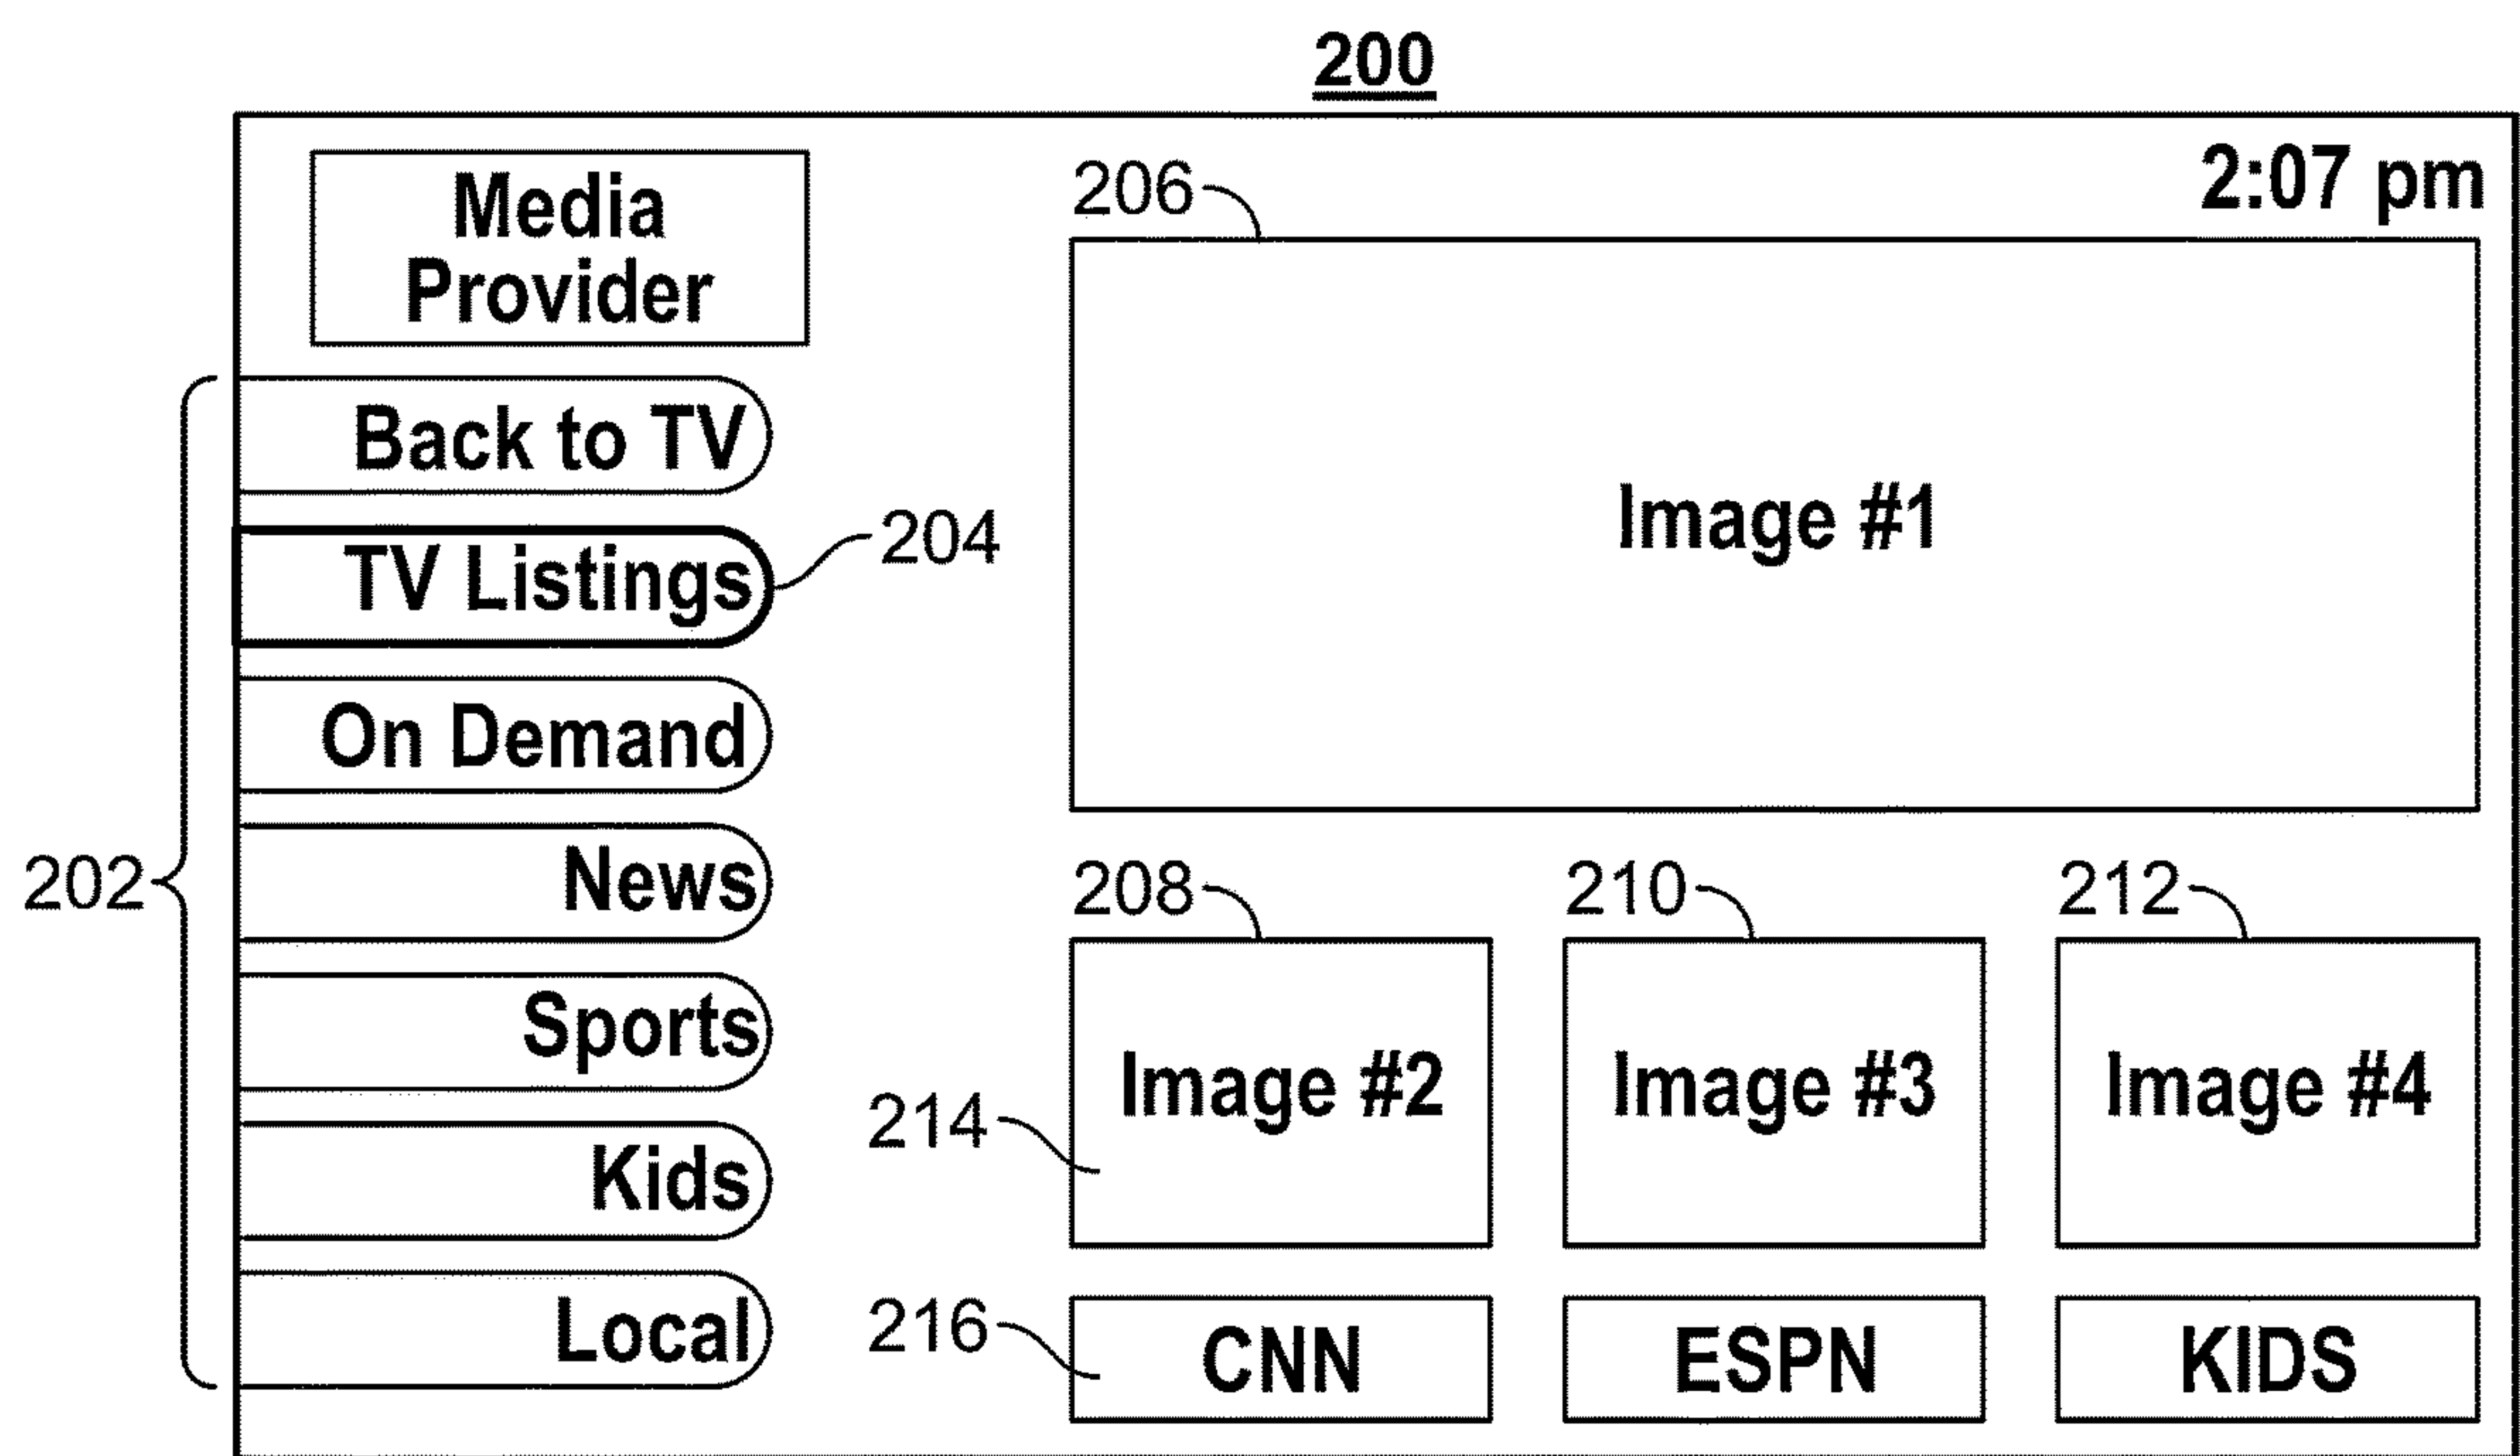 200
Media
Provider
2:07 pm
206
Image #1
Back to TV
TV Listings
204
On Demand
News
202
Sports
Kids
Local
208
210
212
Image #2
Image #3
Image #4
214
216
CNN
ESPN
KIDS